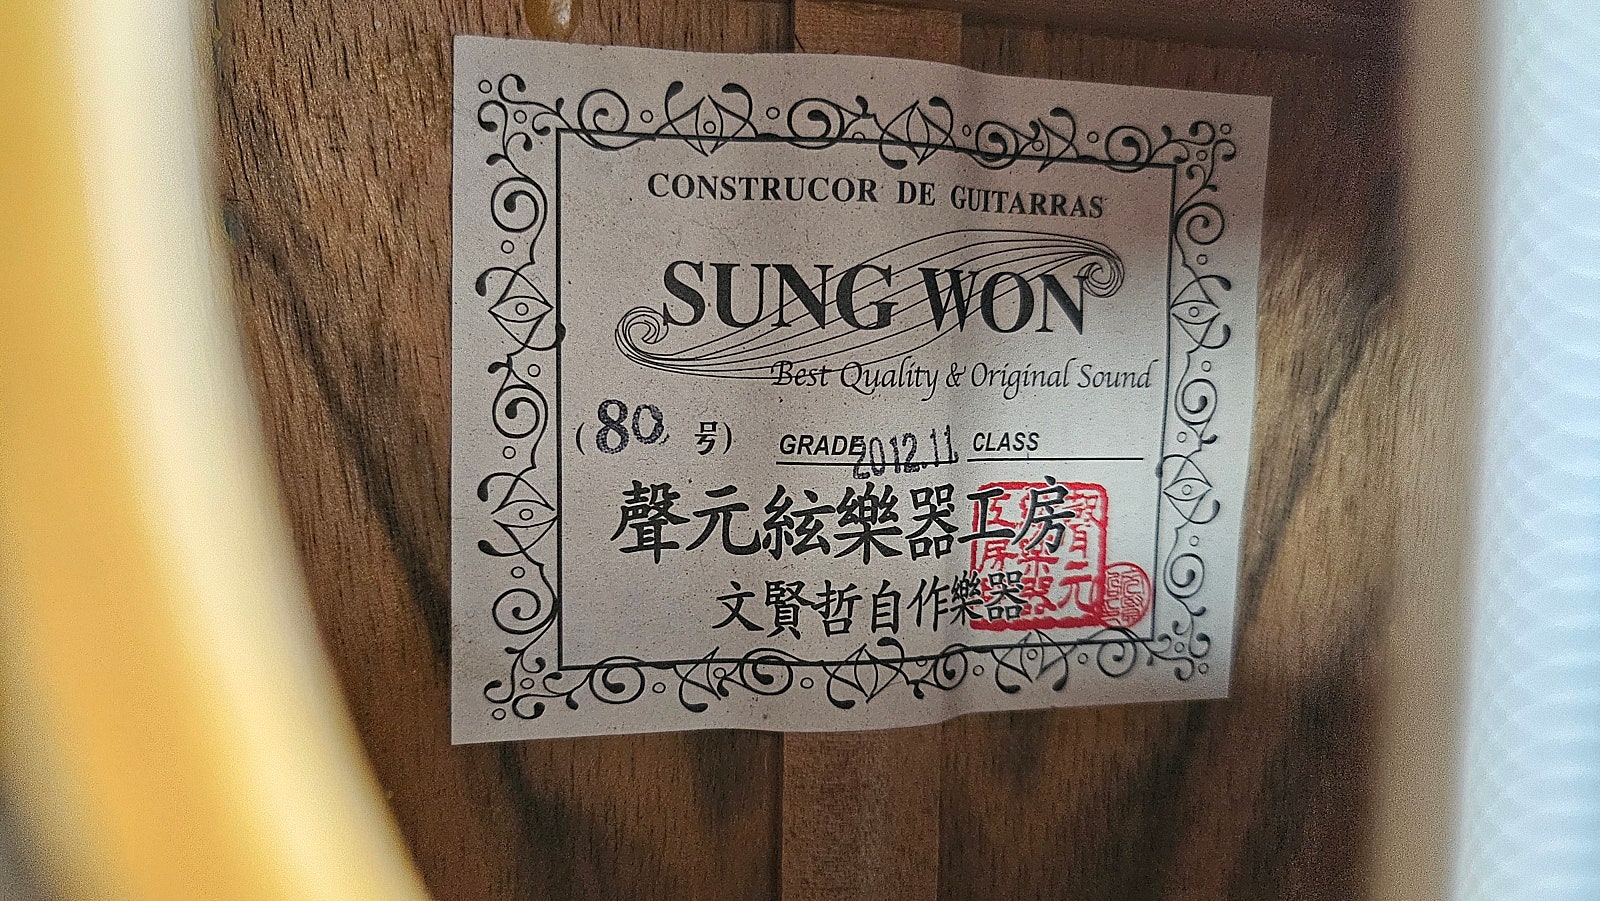 CONSTRUCOR DE GUITARRAS
SUNG WON
Best Quality & Original Sound
(80 号) GRADE 2012.11 CLASS
聲元絃樂器工房
文賢哲自作樂器